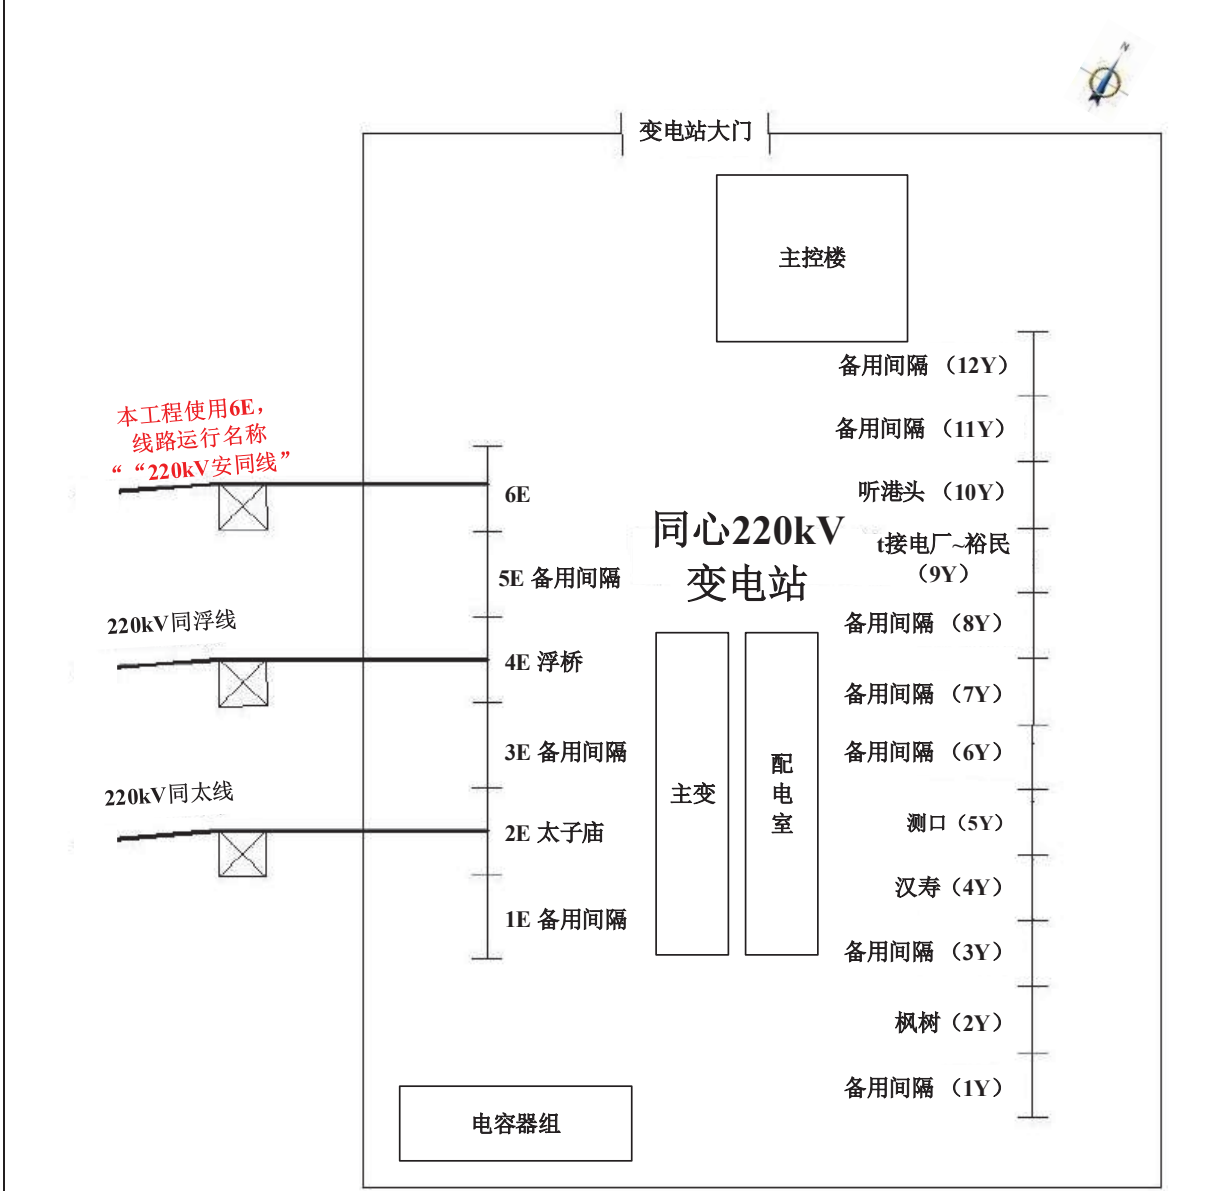 N
变电站大门
主控楼
备用间隔 （12Y）
备用间隔 （11Y）
听港头 （10Y）
t接电厂~裕民
（9Y）
备用间隔 （8Y）
备用间隔 （7Y）
备用间隔 （6Y）
测口（5Y）
汉寿（4Y）
备用间隔 （3Y）
枫树（2Y）
备用间隔 （1Y）
同心220kV
变电站
主变
配
电
室
本工程使用6E，
线路运行名称
““220kV安同线”
6E
5E 备用间隔
220kV同浮线
4E 浮桥
3E 备用间隔
220kV同太线
2E 太子庙
1E 备用间隔
电容器组